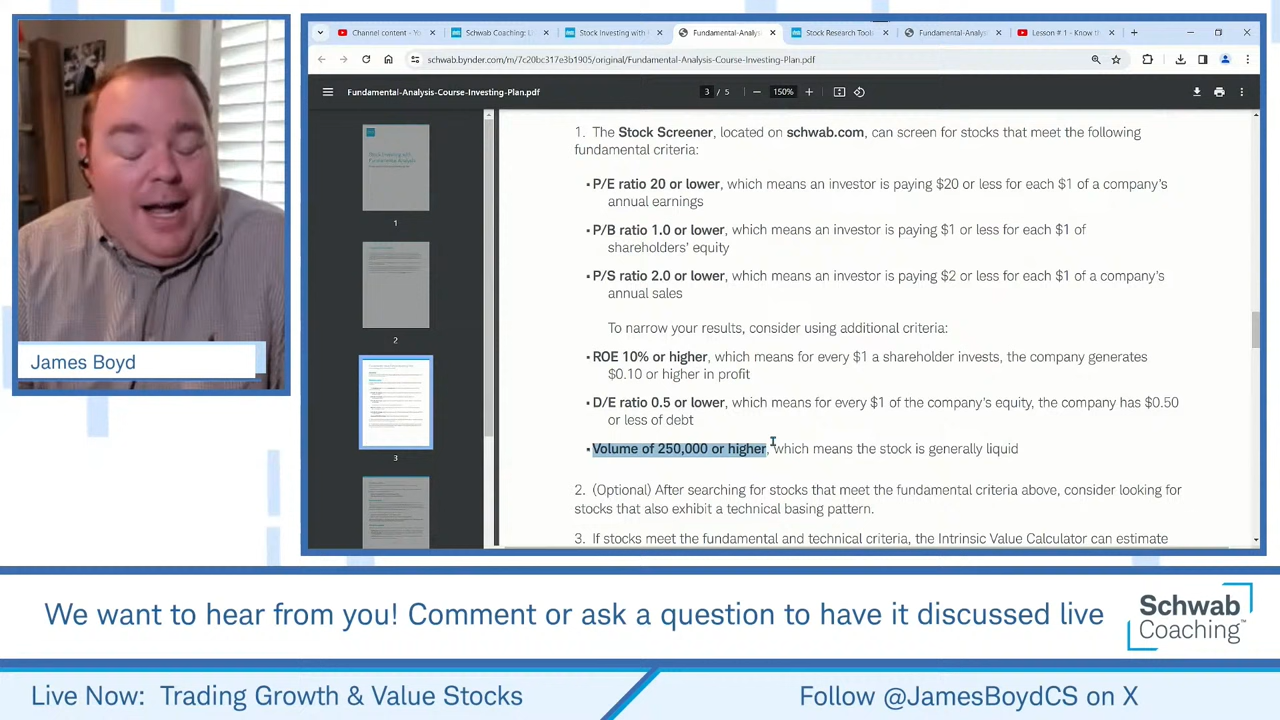 Channel content - Yo
Schwab Coaching: L
Stock Investing with F
Fundamental-Analys
Stock Research Tools
Fundamental-Analys
Lesson # 1 - Know th
schwab.bynder.com/m/7c20bc317e3b1905/original/Fundamental-Analysis-Course-Investing-Plan.pdf
Fundamental-Analysis-Course-Investing-Plan.pdf
3 / 5
150%
1
2
3
1. The Stock Screener, located on schwab.com, can screen for stocks that meet the following
fundamental criteria:
▪ P/E ratio 20 or lower, which means an investor is paying $20 or less for each $1 of a company's
annual earnings
▪ P/B ratio 1.0 or lower, which means an investor is paying $1 or less for each $1 of
shareholders' equity
▪ P/S ratio 2.0 or lower, which means an investor is paying $2 or less for each $1 of a company's
annual sales
To narrow your results, consider using additional criteria:
▪ ROE 10% or higher, which means for every $1 a shareholder invests, the company generates
$0.10 or higher in profit
▪ D/E ratio 0.5 or lower, which means every $1 of the company's equity, the company has $0.50
or less of debt
▪ Volume of 250,000 or higher, which means the stock is generally liquid
2. (Optional) After searching for stocks that meet the fundamental criteria above, consider looking for
stocks that also exhibit a technical basing pattern.
3. If stocks meet the fundamental and technical criteria, the Intrinsic Value Calculator can estimate
James Boyd
We want to hear from you! Comment or ask a question to have it discussed live
Schwab
Coaching™
Live Now: Trading Growth & Value Stocks
Follow @JamesBoydCS on X